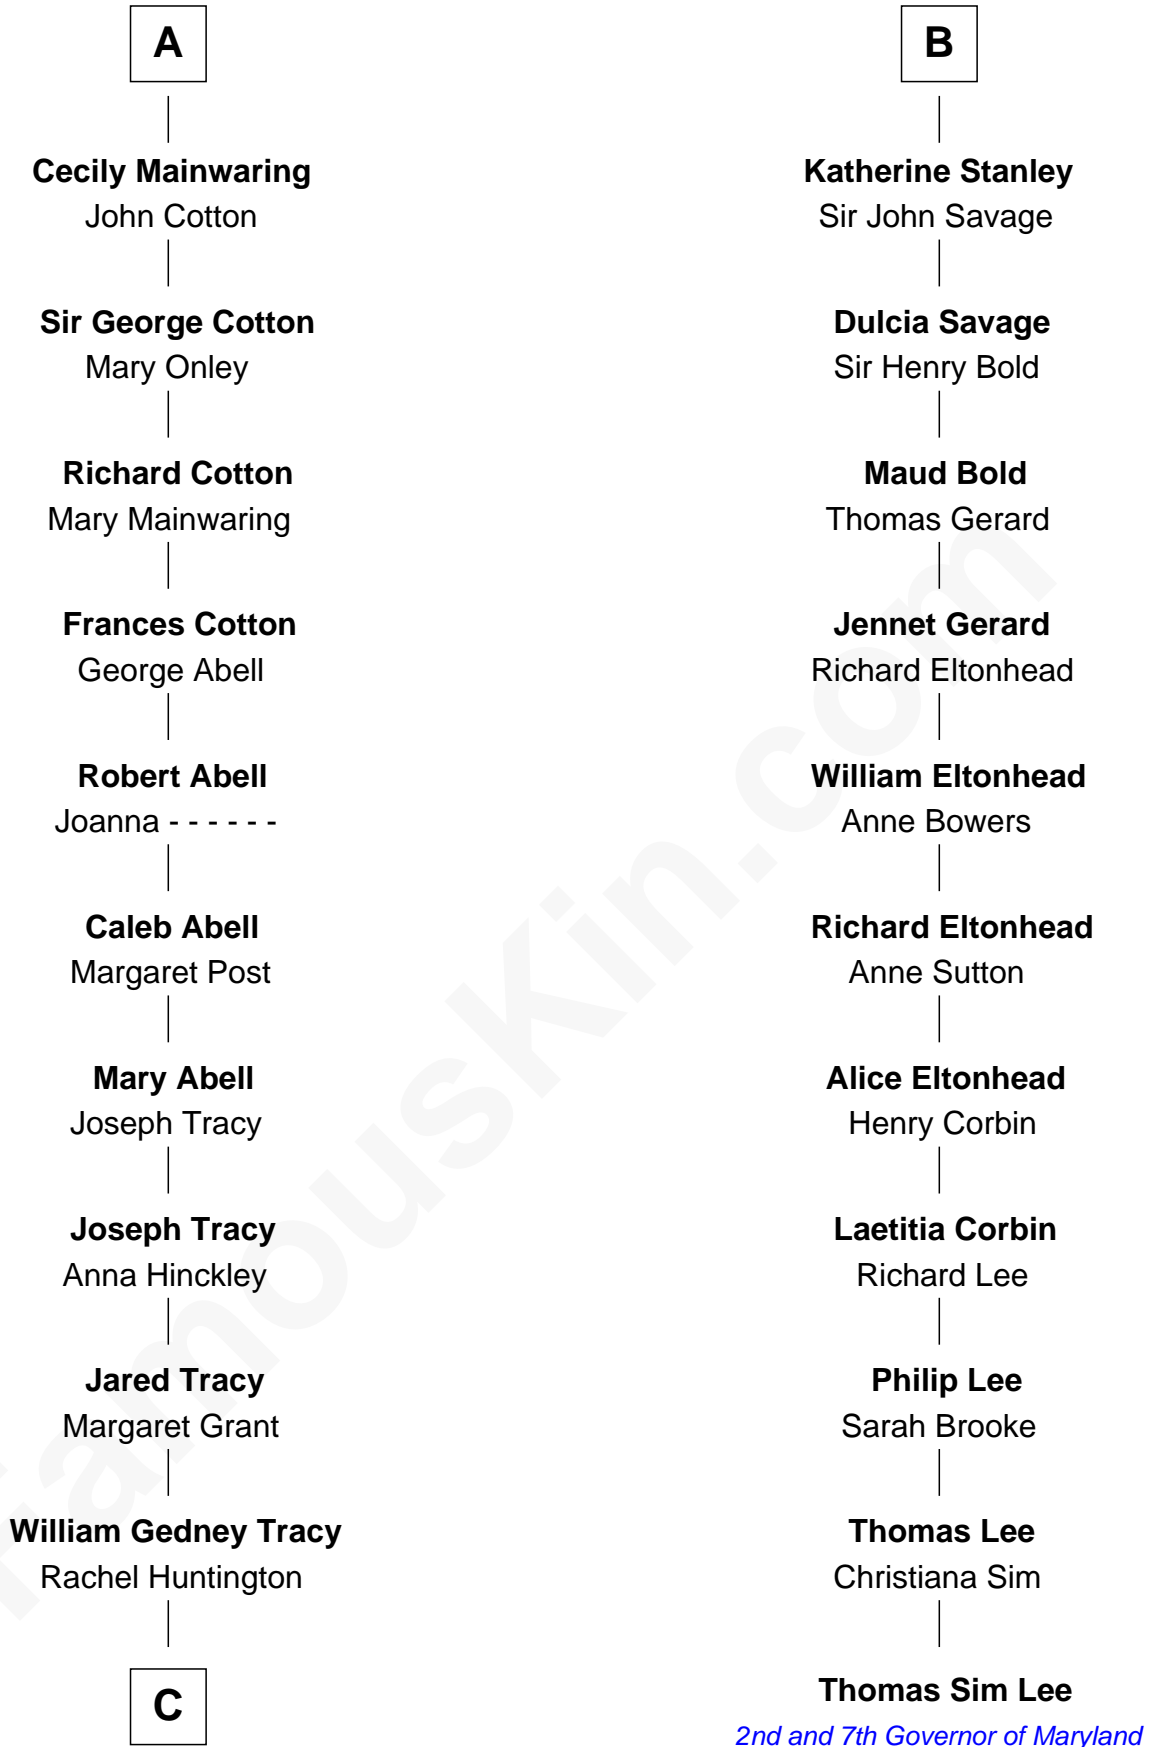 A
Cecily Mainwaring
John Cotton
Sir George Cotton
Mary Onley
Richard Cotton
Mary Mainwaring
Frances Cotton
George Abell
Robert Abell
Joanna - - - - - -
Caleb Abell
Margaret Post
Mary Abell
Joseph Tracy
Joseph Tracy
Anna Hinckley
Jared Tracy
Margaret Grant
William Gedney Tracy
Rachel Huntington
C
B
Katherine Stanley
Sir John Savage
Dulcia Savage
Sir Henry Bold
Maud Bold
Thomas Gerard
Jennet Gerard
Richard Eltonhead
William Eltonhead
Anne Bowers
Richard Eltonhead
Anne Sutton
Alice Eltonhead
Henry Corbin
Laetitia Corbin
Richard Lee
Philip Lee
Sarah Brooke
Thomas Lee
Christiana Sim
Thomas Sim Lee
2nd and 7th Governor of Maryland
FamousKin.com